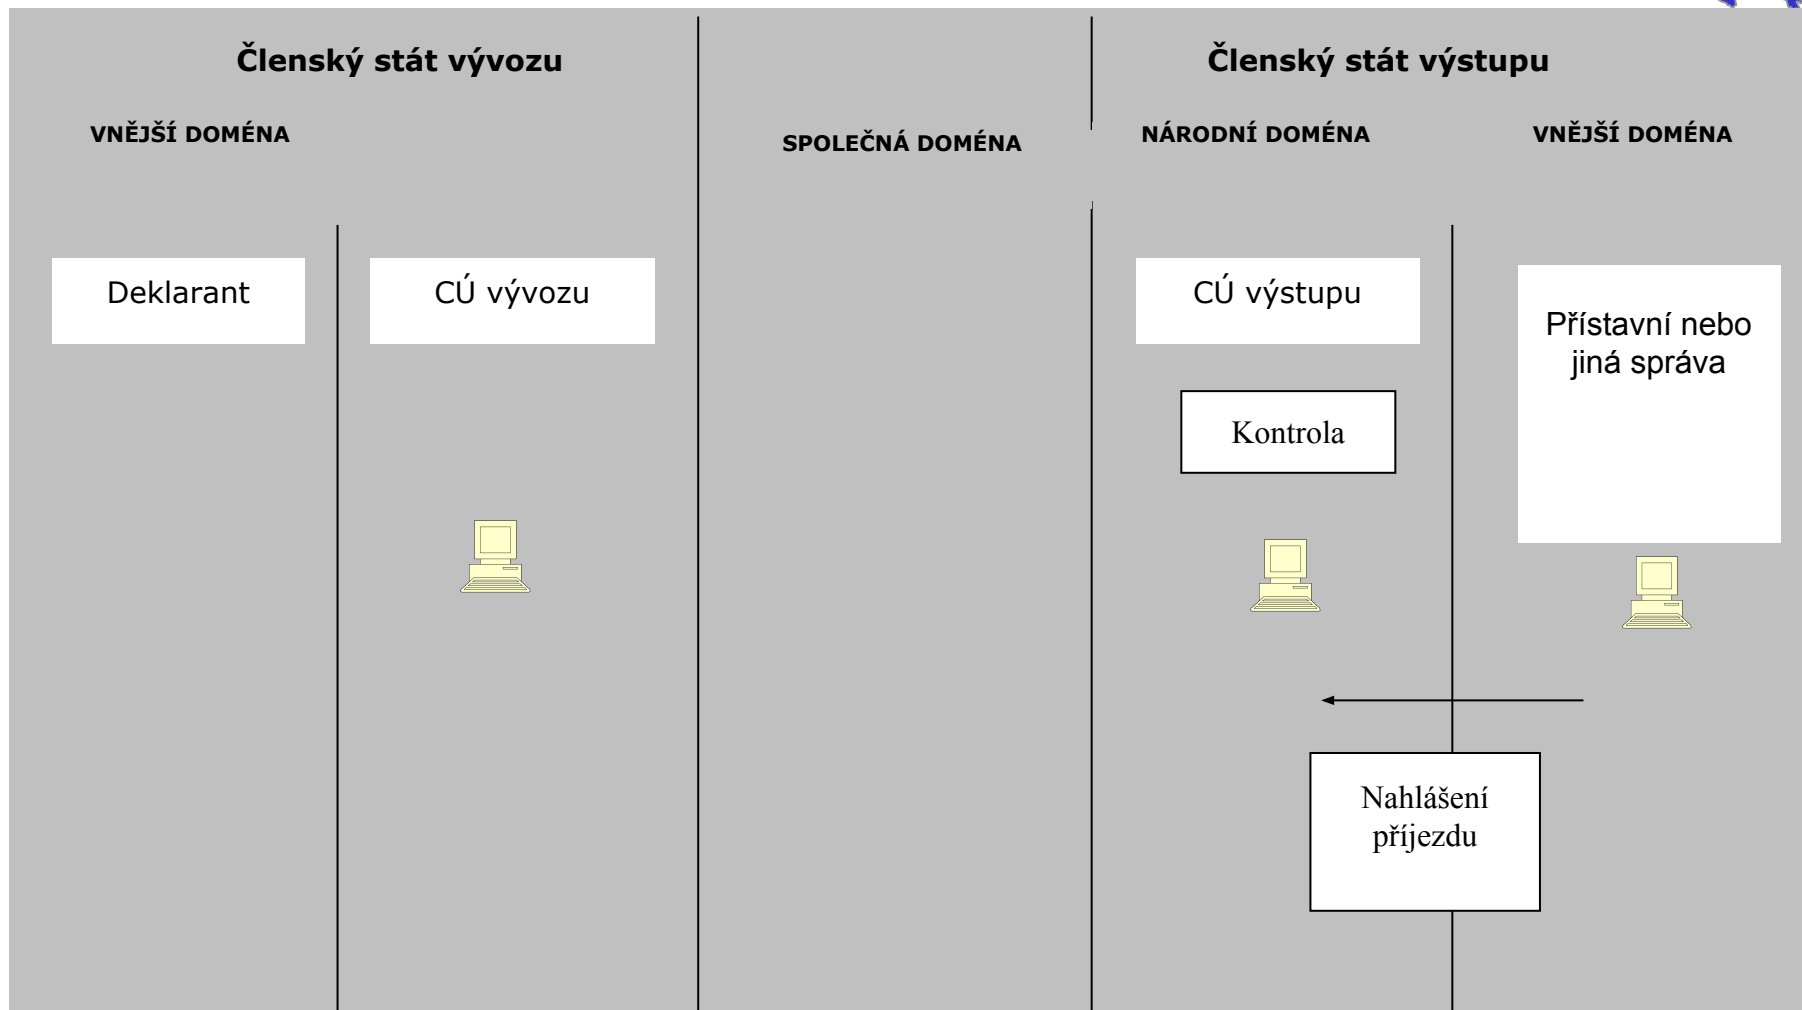 Členský stát vývozu
Členský stát výstupu
VNĚJŠÍ DOMÉNA
SPOLEČNÁ DOMÉNA
NÁRODNÍ DOMÉNA
VNĚJŠÍ DOMÉNA
Deklarant
CÚ vývozu
CÚ výstupu
Přístavní nebo
jiná správa
Kontrola
Nahlášení
příjezdu